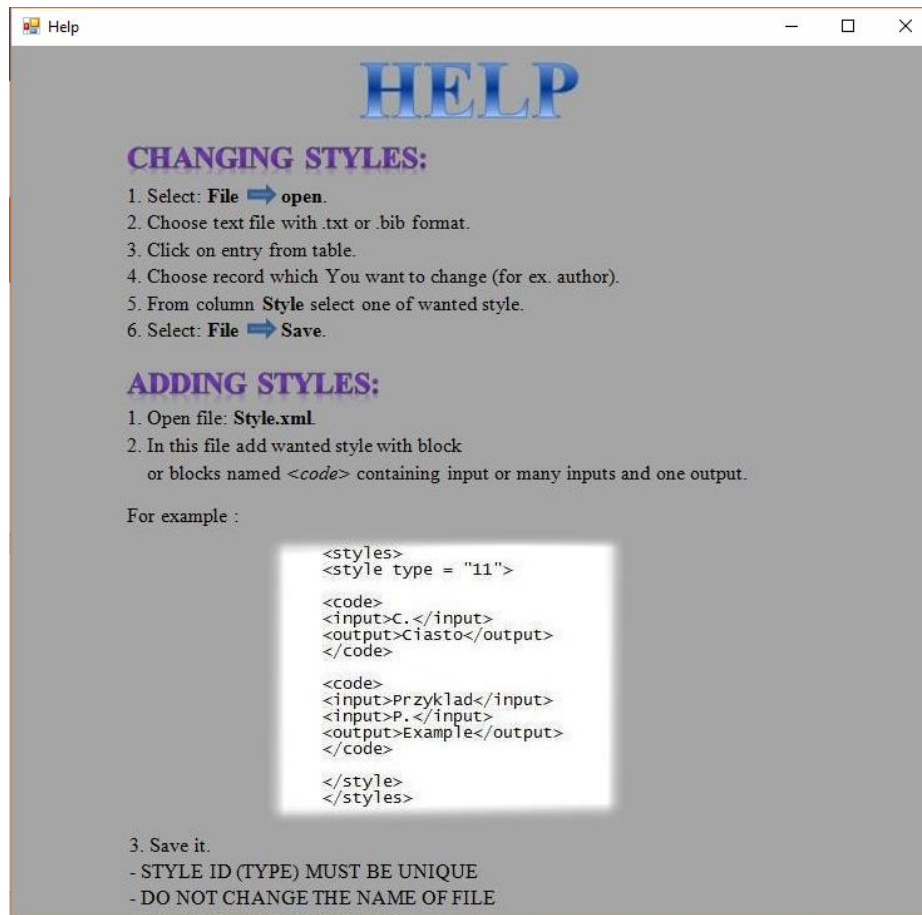 Help
HELP
CHANGING STYLES:
1. Select: File ➡ open.
2. Choose text file with .txt or .bib format.
3. Click on entry from table.
4. Choose record which You want to change (for ex. author).
5. From column Style select one of wanted style.
6. Select: File ➡ Save.
ADDING STYLES:
1. Open file: Style.xml.
2. In this file add wanted style with block
or blocks named <code> containing input or many inputs and one output.
For example :
<styles>
<style type = "11">
<code>
<input>C.</input>
<output>Ciasto</output>
</code>
<code>
<input>Przyklad</input>
<input>P.</input>
<output>Example</output>
</code>
</style>
</styles>
3. Save it.
- STYLE ID (TYPE) MUST BE UNIQUE
- DO NOT CHANGE THE NAME OF FILE